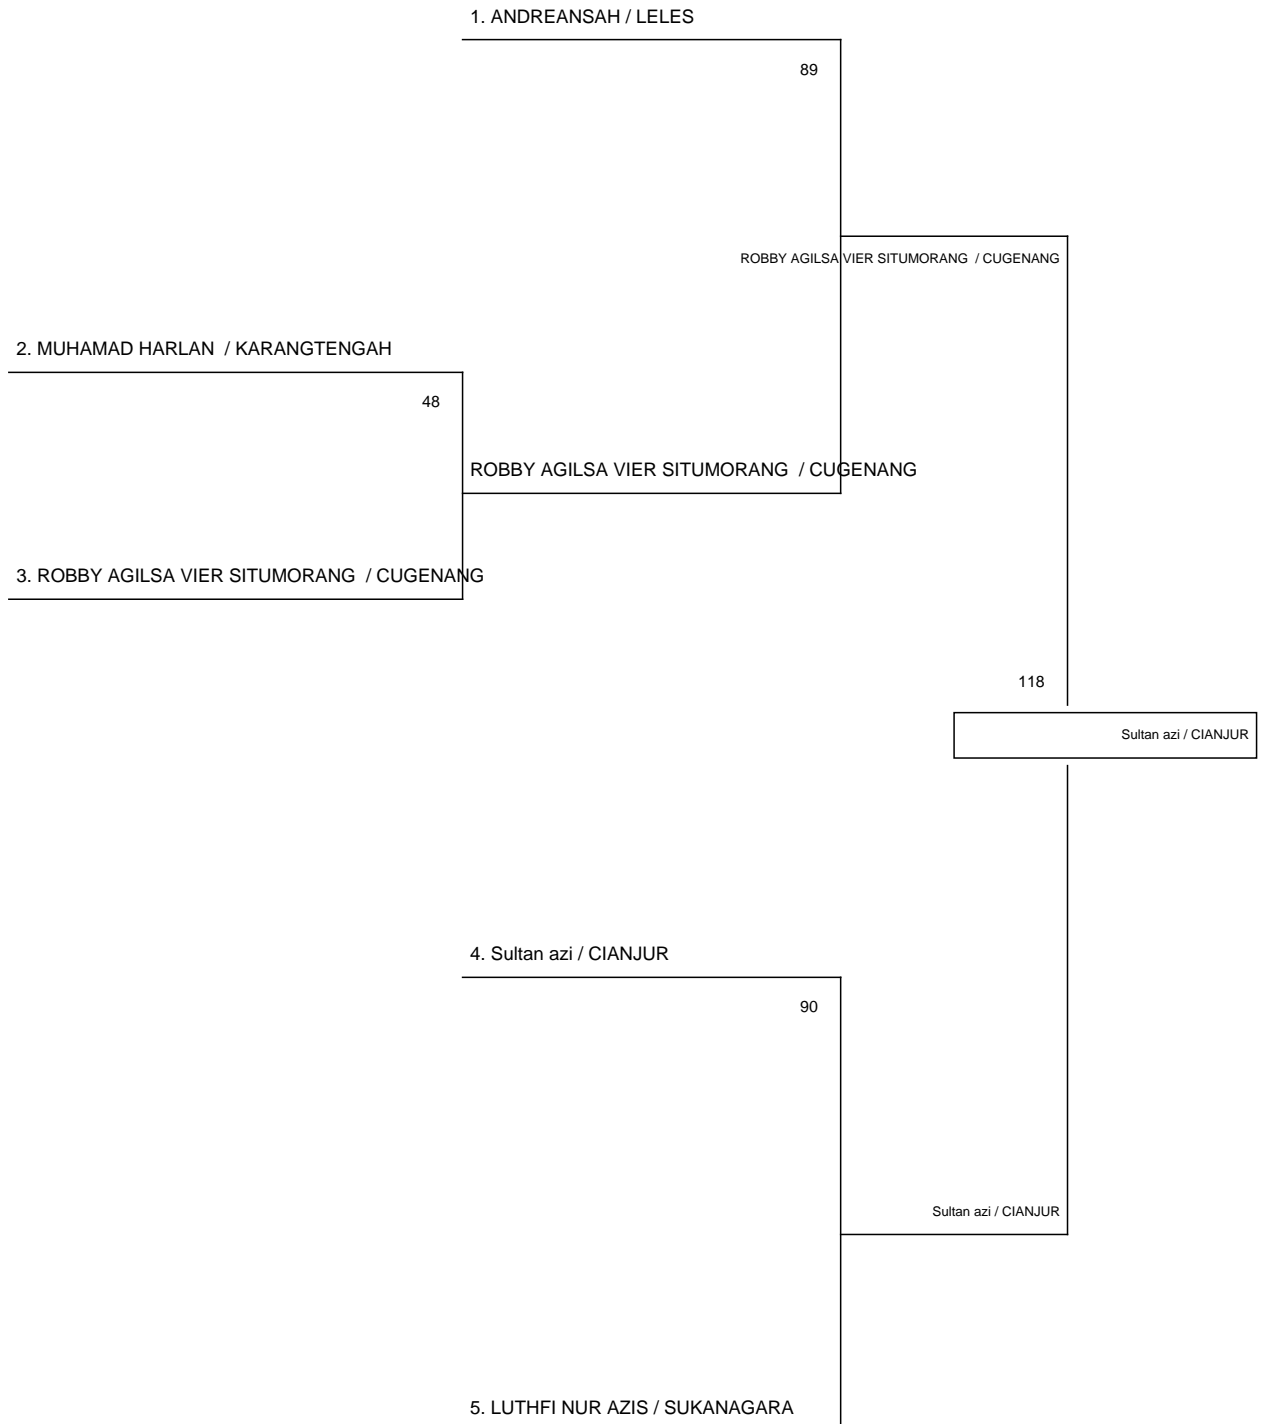 1. ANDREANSAH / LELES
89
ROBBY AGILSA VIER SITUMORANG  / CUGENANG
2. MUHAMAD HARLAN  / KARANGTENGAH
48
ROBBY AGILSA VIER SITUMORANG  / CUGENANG
3. ROBBY AGILSA VIER SITUMORANG  / CUGENANG
118
Sultan azi / CIANJUR
4. Sultan azi / CIANJUR
90
Sultan azi / CIANJUR
5. LUTHFI NUR AZIS / SUKANAGARA